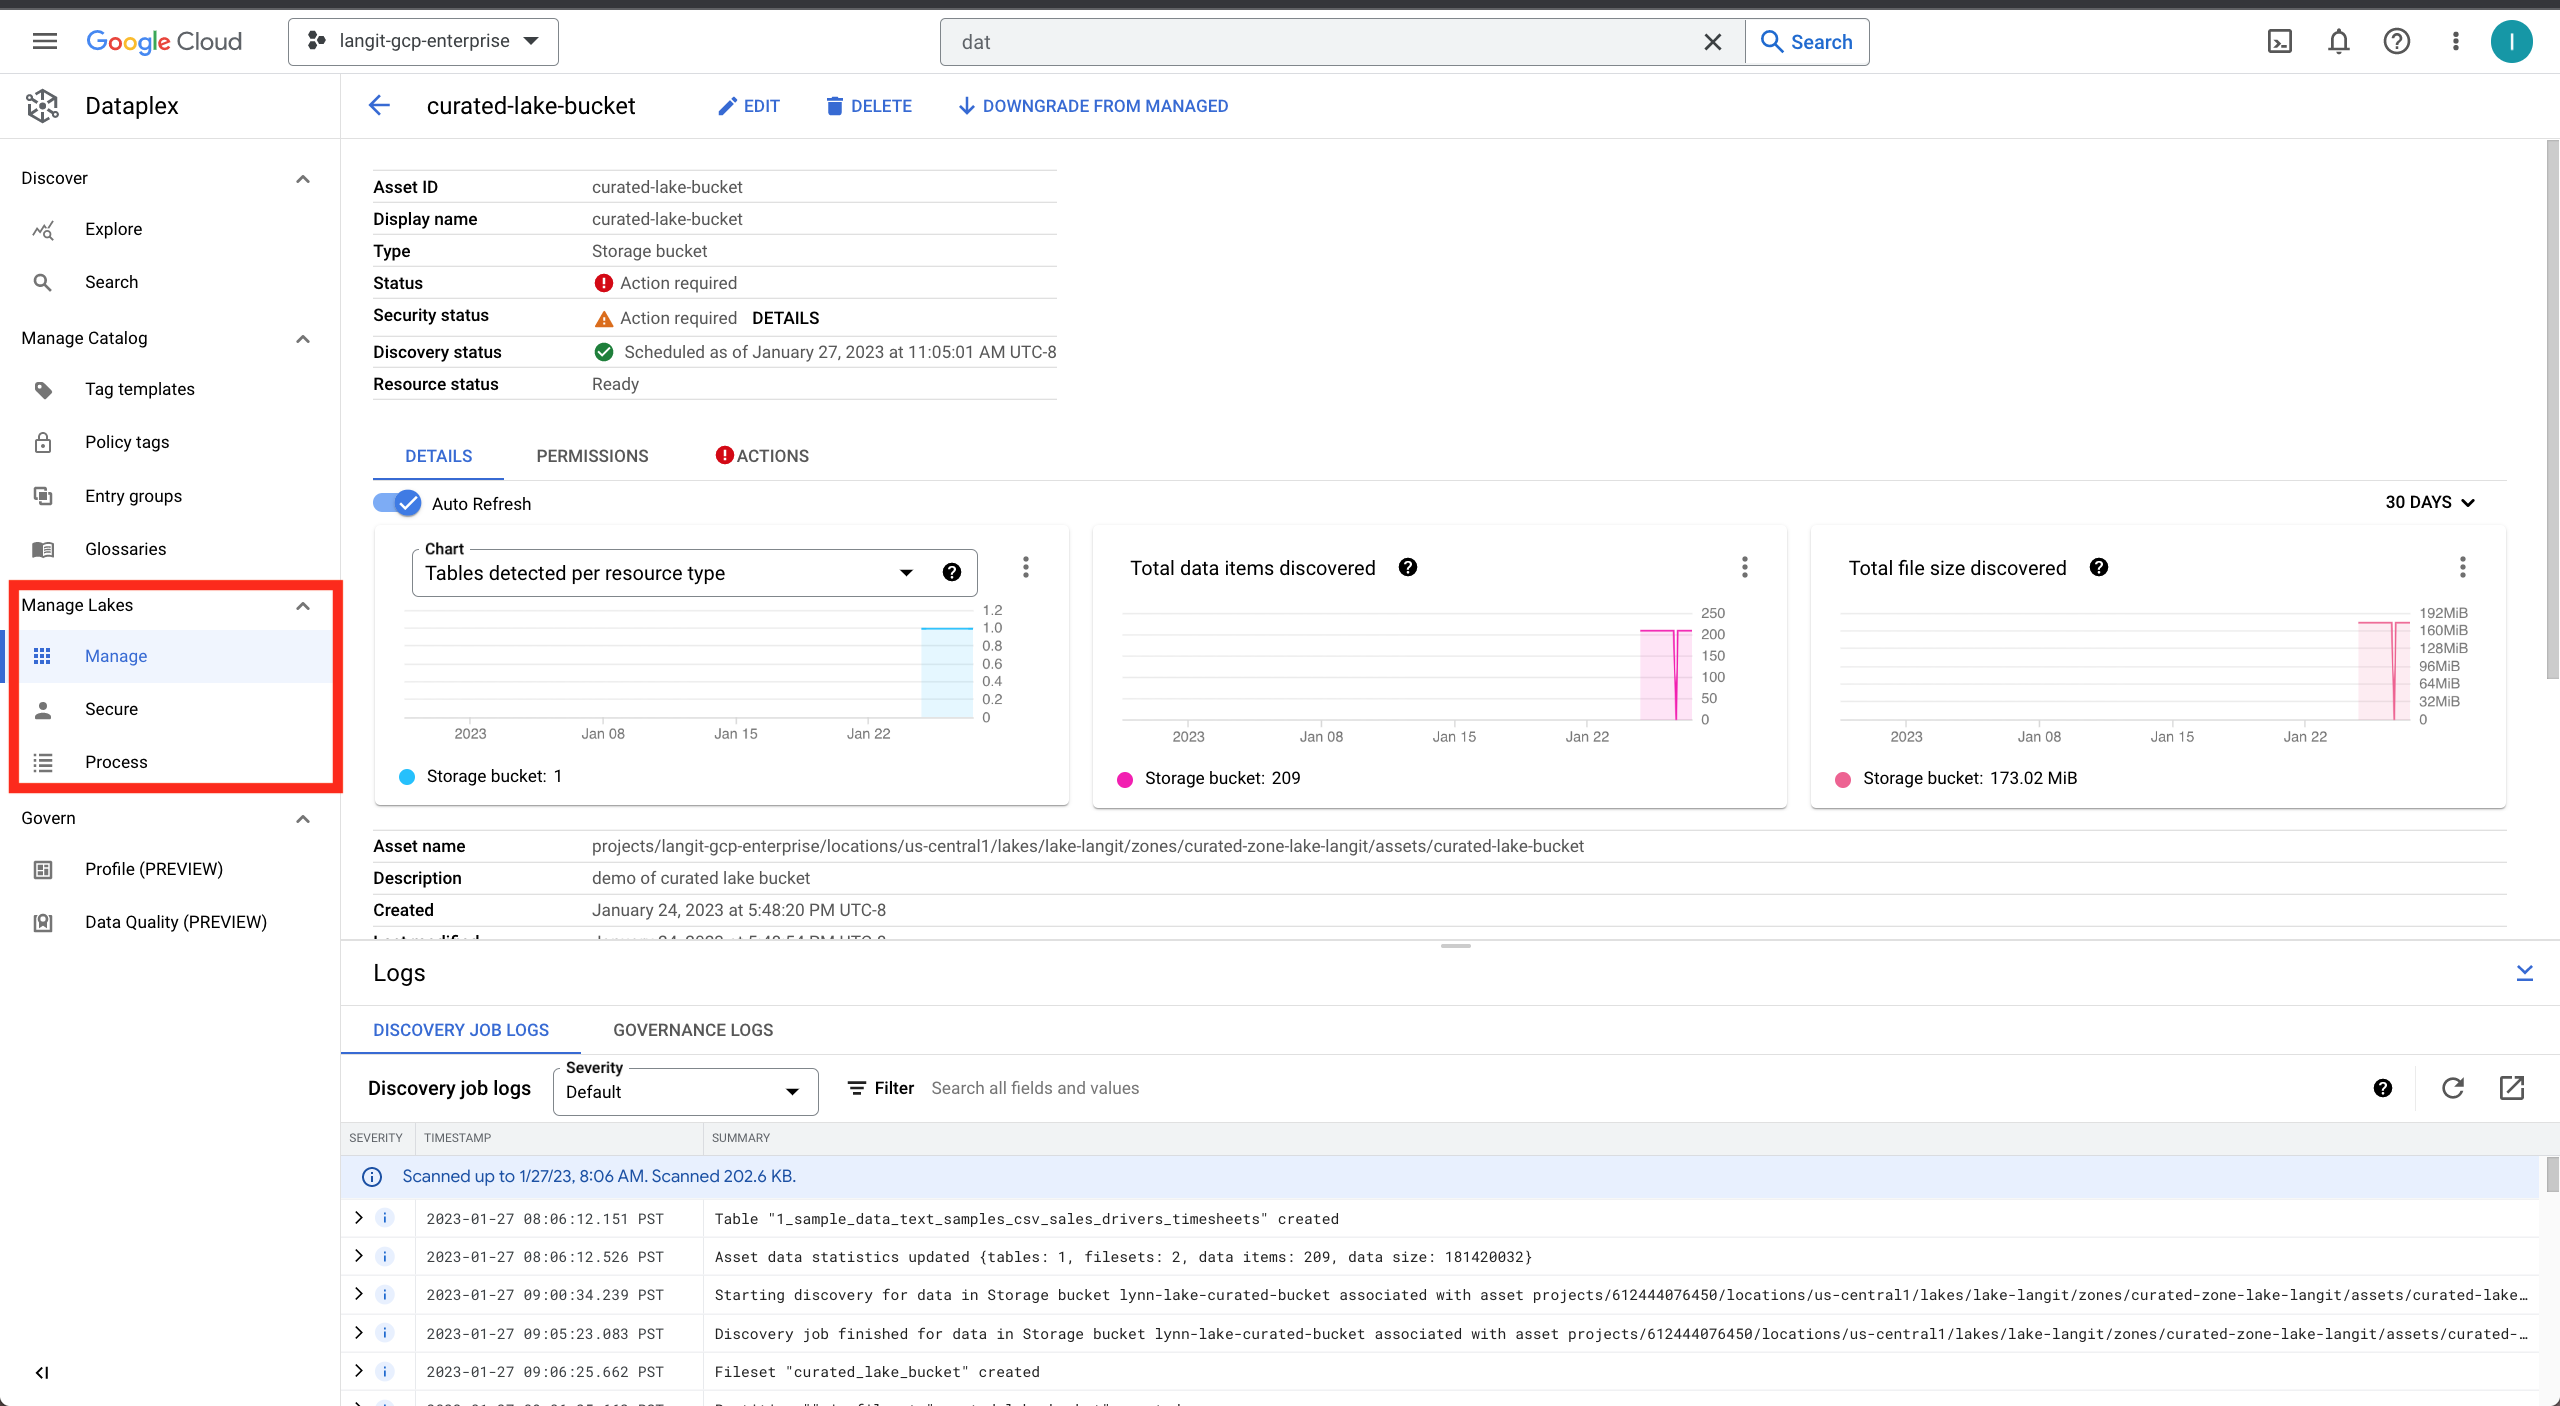 Google Cloud
langit-gcp-enterprise
dat
Search
I
Dataplex
curated-lake-bucket
EDIT
DELETE
DOWNGRADE FROM MANAGED
Discover
Explore
Search
Manage Catalog
Tag templates
Policy tags
Entry groups
Glossaries
Manage Lakes
Manage
Secure
Process
Govern
Profile (PREVIEW)
Data Quality (PREVIEW)
Asset ID curated-lake-bucket
Display name curated-lake-bucket
Type Storage bucket
Status Action required
Security status Action required DETAILS
Discovery status Scheduled as of January 27, 2023 at 11:05:01 AM UTC-8
Resource status Ready
DETAILS PERMISSIONS ACTIONS
Auto Refresh
30 DAYS
Chart
Tables detected per resource type
1.2
1.0
0.8
0.6
0.4
0.2
0
2023 Jan 08 Jan 15 Jan 22
Storage bucket: 1
Total data items discovered
250
200
150
100
50
0
2023 Jan 08 Jan 15 Jan 22
Storage bucket: 209
Total file size discovered
192MiB
160MiB
128MiB
96MiB
64MiB
32MiB
0
2023 Jan 08 Jan 15 Jan 22
Storage bucket: 173.02 MiB
Asset name projects/langit-gcp-enterprise/locations/us-central1/lakes/lake-langit/zones/curated-zone-lake-langit/assets/curated-lake-bucket
Description demo of curated lake bucket
Created January 24, 2023 at 5:48:20 PM UTC-8
Logs
DISCOVERY JOB LOGS GOVERNANCE LOGS
Discovery job logs
Severity
Default
Filter Search all fields and values
SEVERITY TIMESTAMP SUMMARY
Scanned up to 1/27/23, 8:06 AM. Scanned 202.6 KB.
2023-01-27 08:06:12.151 PST Table "1_sample_data_text_samples_csv_sales_drivers_timesheets" created
2023-01-27 08:06:12.526 PST Asset data statistics updated {tables: 1, filesets: 2, data items: 209, data size: 181420032}
2023-01-27 09:00:34.239 PST Starting discovery for data in Storage bucket lynn-lake-curated-bucket associated with asset projects/612444076450/locations/us-central1/lakes/lake-langit/zones/curated-zone-lake-langit/assets/curated-lake…
2023-01-27 09:05:23.083 PST Discovery job finished for data in Storage bucket lynn-lake-curated-bucket associated with asset projects/612444076450/locations/us-central1/lakes/lake-langit/zones/curated-zone-lake-langit/assets/curated-…
2023-01-27 09:06:25.662 PST Fileset "curated_lake_bucket" created